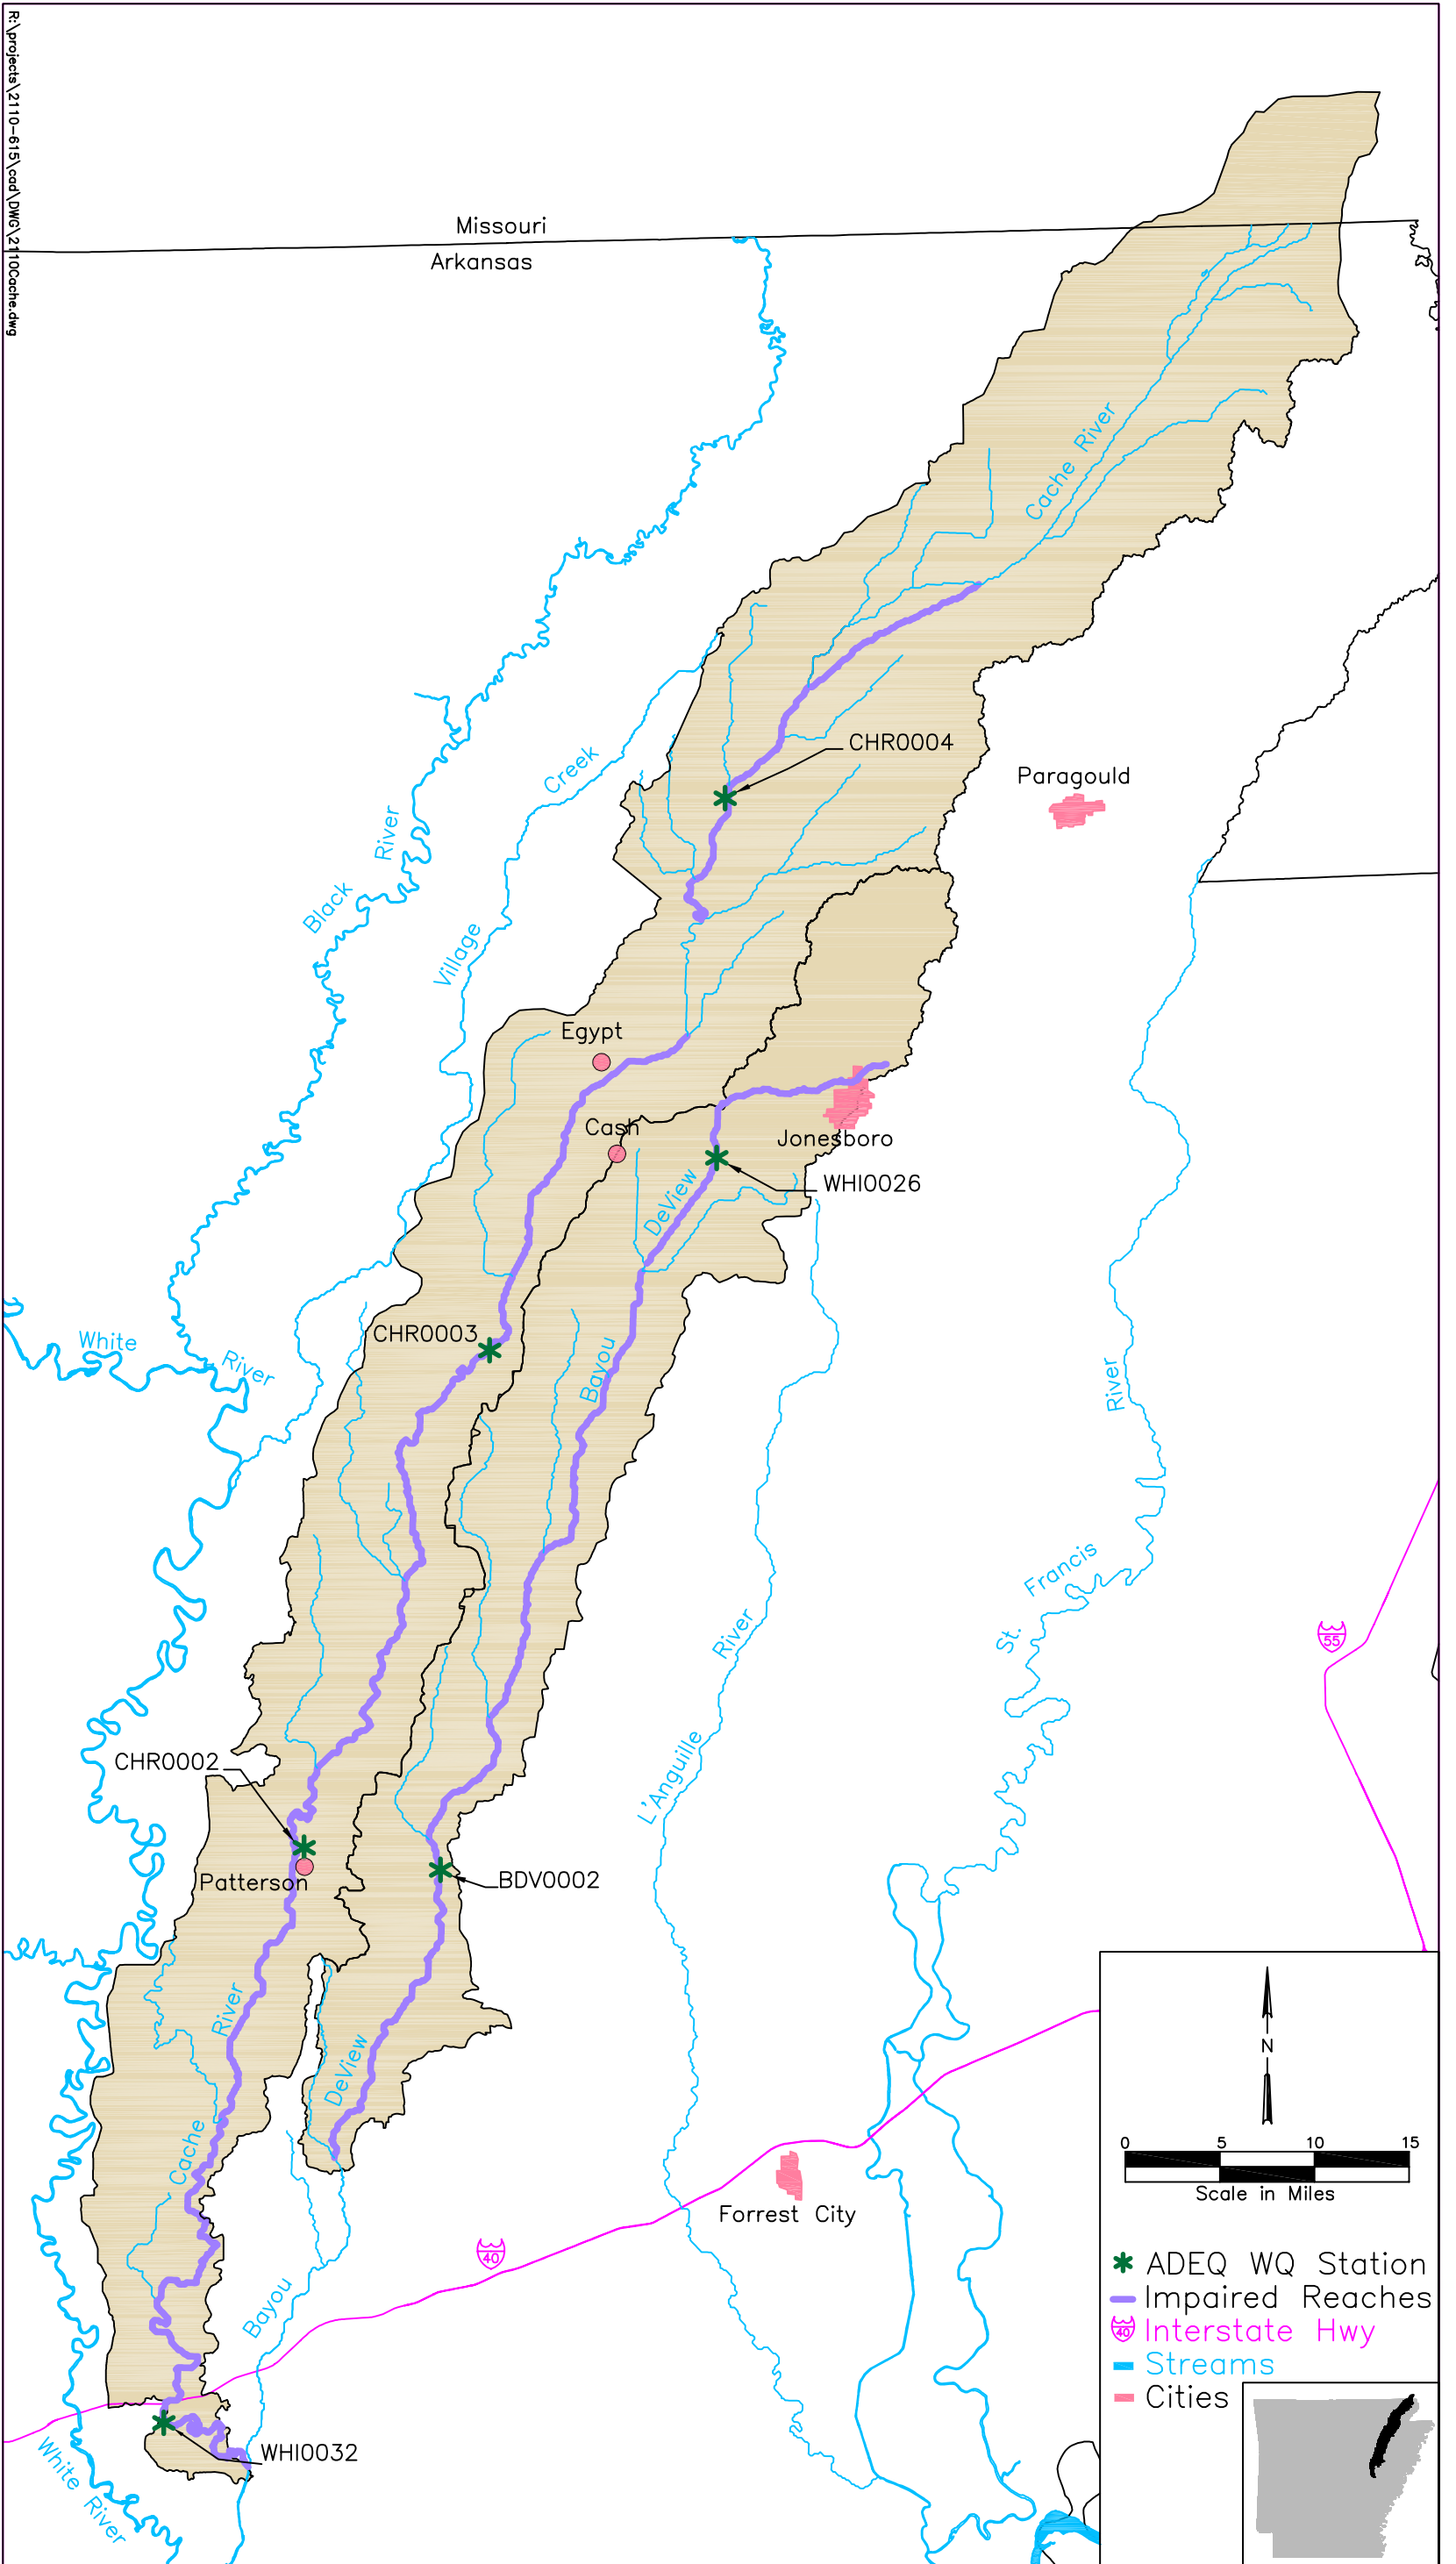 R:\projects\2110-615\cad\DWG\2110Cache.dwg
Missouri
Arkansas
Cache River
CHR0004
Paragould
Creek
River
Black
Village
Egypt
Cash
Jonesboro
WHI0026
DeView
CHR0003
White
River
Bayou
River
Francis
St.
River
55
L'Anguille
CHR0002
Patterson
BDV0002
River
DeView
Cache
N
0 5 10 15
Scale in Miles
Forrest City
40
Bayou
ADEQ WQ Station
Impaired Reaches
40 Interstate Hwy
Streams
Cities
WHI0032
White River